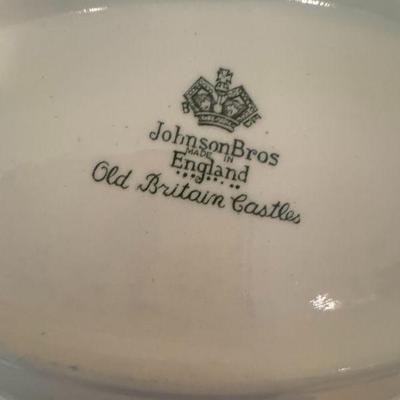 Johnson Bros
MADE IN
England
Old Britain Castles